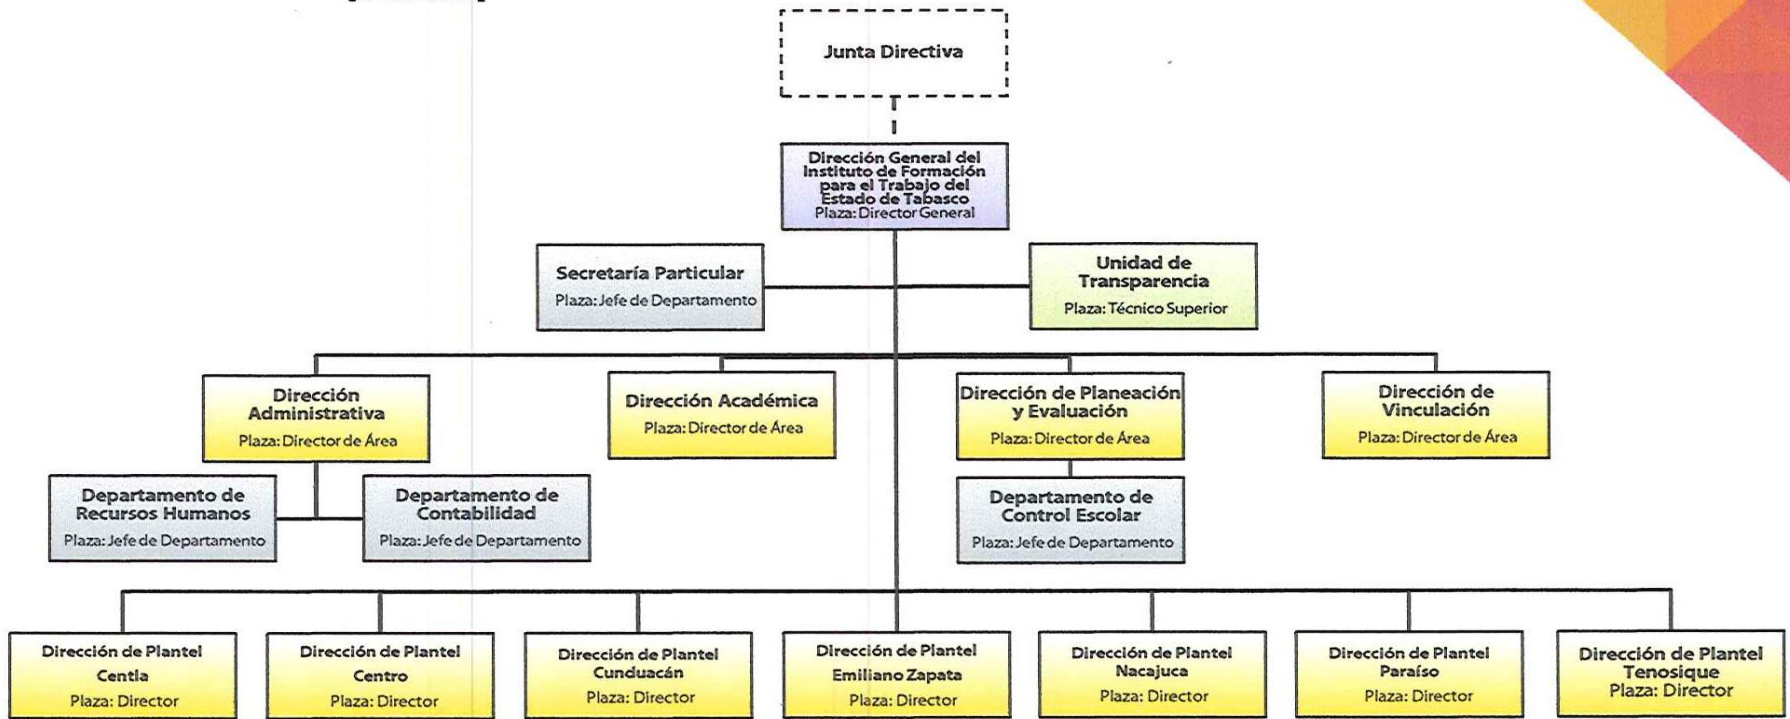 Junta Directiva
Dirección General del
Instituto de Formación
para el Trabajo del
Estado de Tabasco
Plaza: Director General
Secretaría Particular
Plaza: Jefe de Departamento
Unidad de
Transparencia
Plaza: Técnico Superior
Dirección
Administrativa
Plaza: Director de Área
Dirección Académica
Plaza: Director de Área
Dirección de Planeación
y Evaluación
Plaza: Director de Área
Dirección de
Vinculación
Plaza: Director de Área
Departamento de
Recursos Humanos
Plaza: Jefe de Departamento
Departamento de
Contabilidad
Plaza: Jefe de Departamento
Departamento de
Control Escolar
Plaza: Jefe de Departamento
Dirección de Plantel
Centla
Plaza: Director
Dirección de Plantel
Centro
Plaza: Director
Dirección de Plantel
Cunduacán
Plaza: Director
Dirección de Plantel
Emiliano Zapata
Plaza: Director
Dirección de Plantel
Nacajuca
Plaza: Director
Dirección de Plantel
Paraíso
Plaza: Director
Dirección de Plantel
Tenosique
Plaza: Director